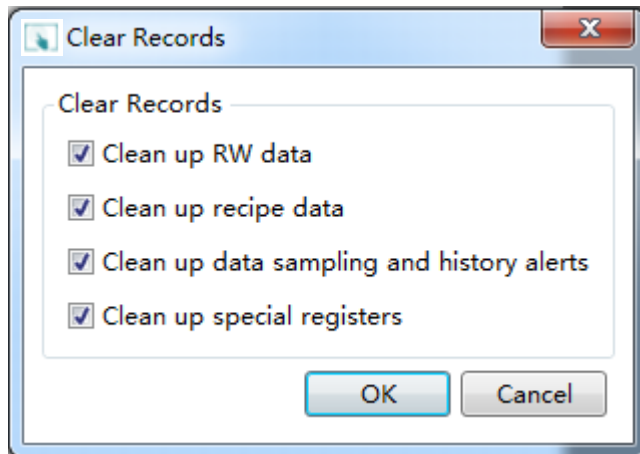 Clear Records
Clear Records
Clean up RW data
Clean up recipe data
Clean up data sampling and history alerts
Clean up special registers
OK Cancel